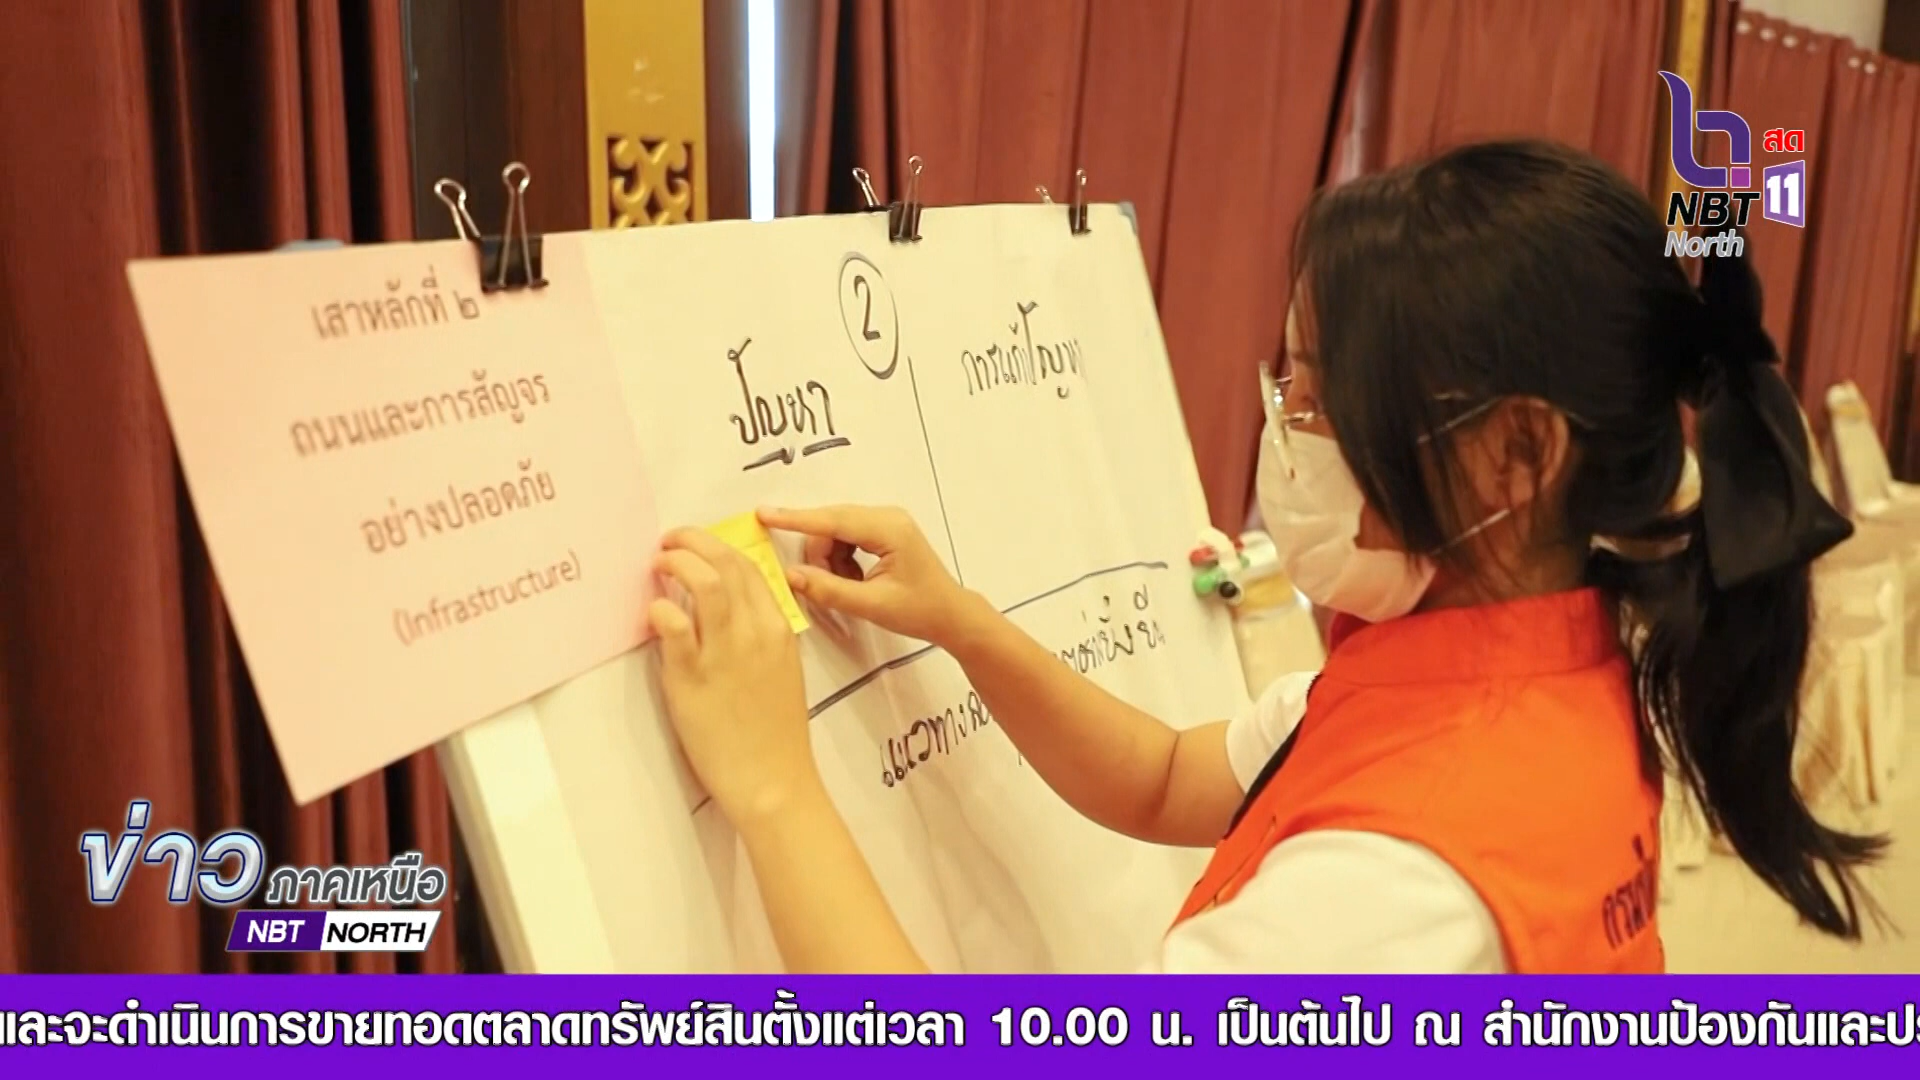 สด
11
NBT
North
เสาหลักที่ ๒
ถนนและการสัญจร
อย่างปลอดภัย
(Infrastructure)
2
ปัญหา
การแก้ปัญหา
แนวทาง
ข่าว
ภาคเหนือ
NBT NORTH
และจะดำเนินการขายทอดตลาดทรัพย์สินตั้งแต่เวลา 10.00 น. เป็นต้นไป ณ สำนักงานป้องกันและ